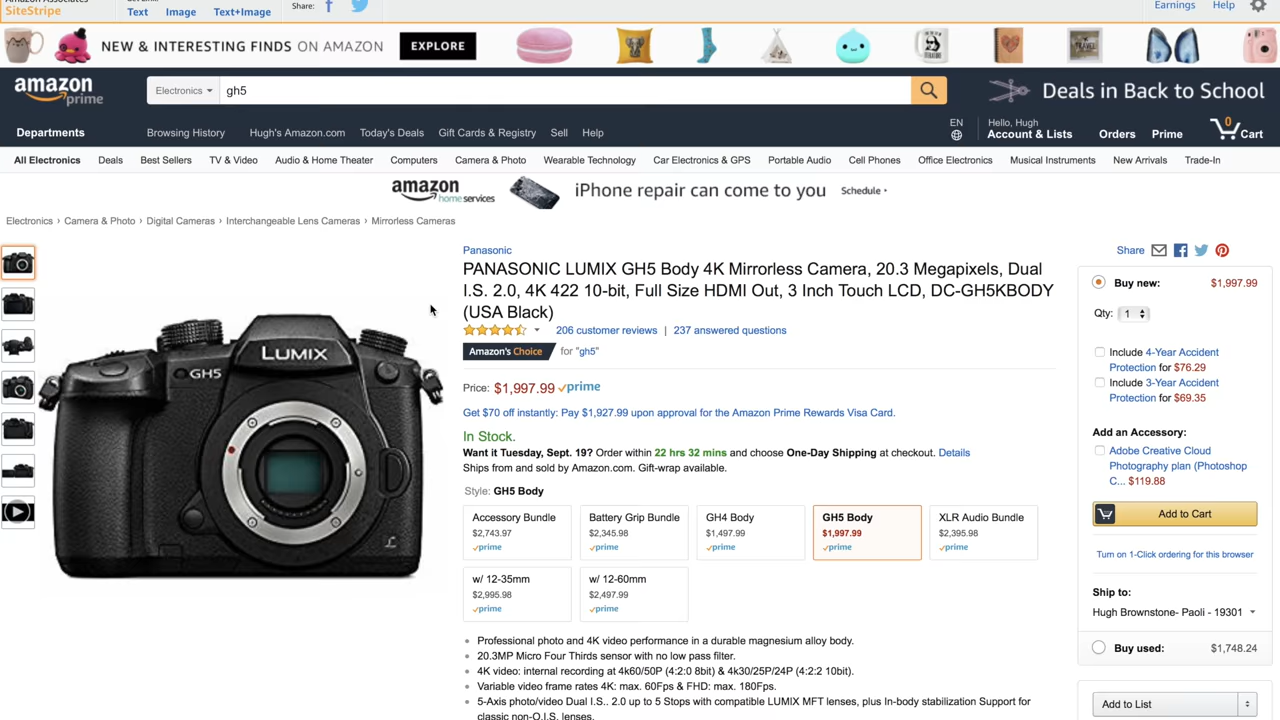 SiteStripe
Text Image Text+Image
Share:
Earnings Help
NEW & INTERESTING FINDS ON AMAZON EXPLORE
amazon
prime
Electronics
gh5
Deals in Back to School
Departments
Browsing History Hugh's Amazon.com Today's Deals Gift Cards & Registry Sell Help
EN
Hello, Hugh
Account & Lists
Orders Prime
0
Cart
All Electronics Deals Best Sellers TV & Video Audio & Home Theater Computers Camera & Photo Wearable Technology Car Electronics & GPS Portable Audio Cell Phones Office Electronics Musical Instruments New Arrivals Trade-In
amazon
home services
iPhone repair can come to you Schedule
Electronics › Camera & Photo › Digital Cameras › Interchangeable Lens Cameras › Mirrorless Cameras
LUMIX
GH5
L
Panasonic
PANASONIC LUMIX GH5 Body 4K Mirrorless Camera, 20.3 Megapixels, Dual
I.S. 2.0, 4K 422 10-bit, Full Size HDMI Out, 3 Inch Touch LCD, DC-GH5KBODY
(USA Black)
206 customer reviews | 237 answered questions
Amazon's Choice for "gh5"
Price: $1,997.99 prime
Get $70 off instantly: Pay $1,927.99 upon approval for the Amazon Prime Rewards Visa Card.
In Stock.
Want it Tuesday, Sept. 19? Order within 22 hrs 32 mins and choose One-Day Shipping at checkout. Details
Ships from and sold by Amazon.com. Gift-wrap available.
Style: GH5 Body
Accessory Bundle
$2,743.97
prime
Battery Grip Bundle
$2,345.98
prime
GH4 Body
$1,497.99
prime
GH5 Body
$1,997.99
prime
XLR Audio Bundle
$2,395.98
prime
w/ 12-35mm
$2,995.98
prime
w/ 12-60mm
$2,497.99
prime
Professional photo and 4K video performance in a durable magnesium alloy body.
20.3MP Micro Four Thirds sensor with no low pass filter.
4K video: internal recording at 4k60/50P (4:2:0 8bit) & 4k30/25P/24P (4:2:2 10bit).
Variable video frame rates 4K: max. 60Fps & FHD: max. 180Fps.
5-Axis photo/video Dual I.S.. 2.0 up to 5 Stops with compatible LUMIX MFT lenses, plus In-body stabilization Support for
classic non-O.I.S. lenses.
Share
Buy new: $1,997.99
Qty: 1
Include 4-Year Accident
Protection for $76.29
Include 3-Year Accident
Protection for $69.35
Add an Accessory:
Adobe Creative Cloud
Photography plan (Photoshop
C... $119.88
Add to Cart
Turn on 1-Click ordering for this browser
Ship to:
Hugh Brownstone- Paoli - 19301
Buy used: $1,748.24
Add to List